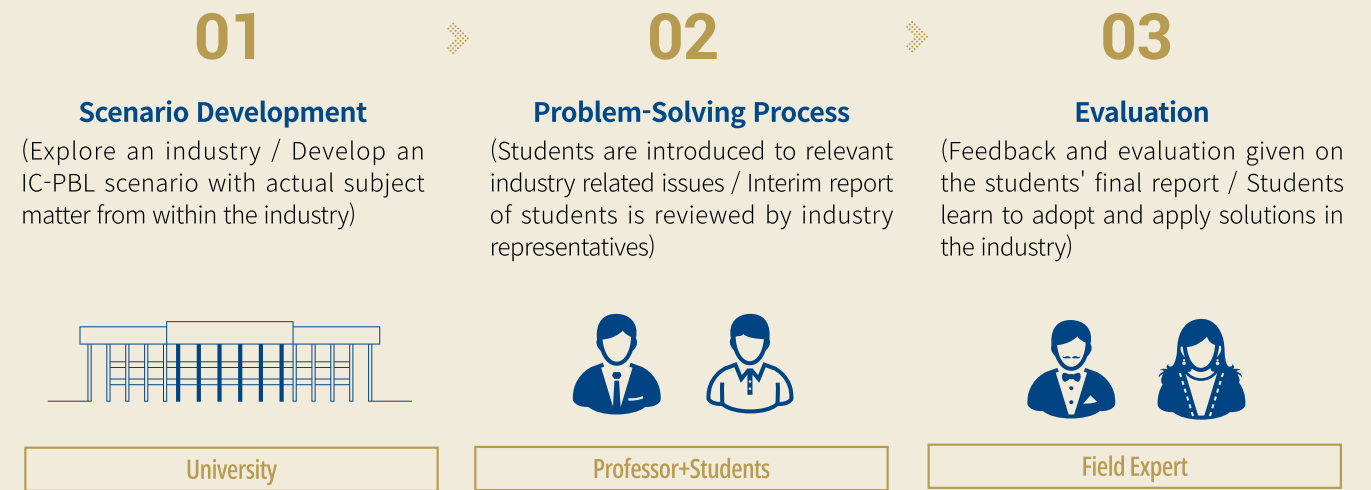 01
Scenario Development
(Explore an industry / Develop an
IC-PBL scenario with actual subject
matter from within the industry)
University
02
Problem-Solving Process
(Students are introduced to relevant
industry related issues / Interim report
of students is reviewed by industry
representatives)
Professor+Students
03
Evaluation
(Feedback and evaluation given on
the students' final report / Students
learn to adopt and apply solutions in
the industry)
Field Expert